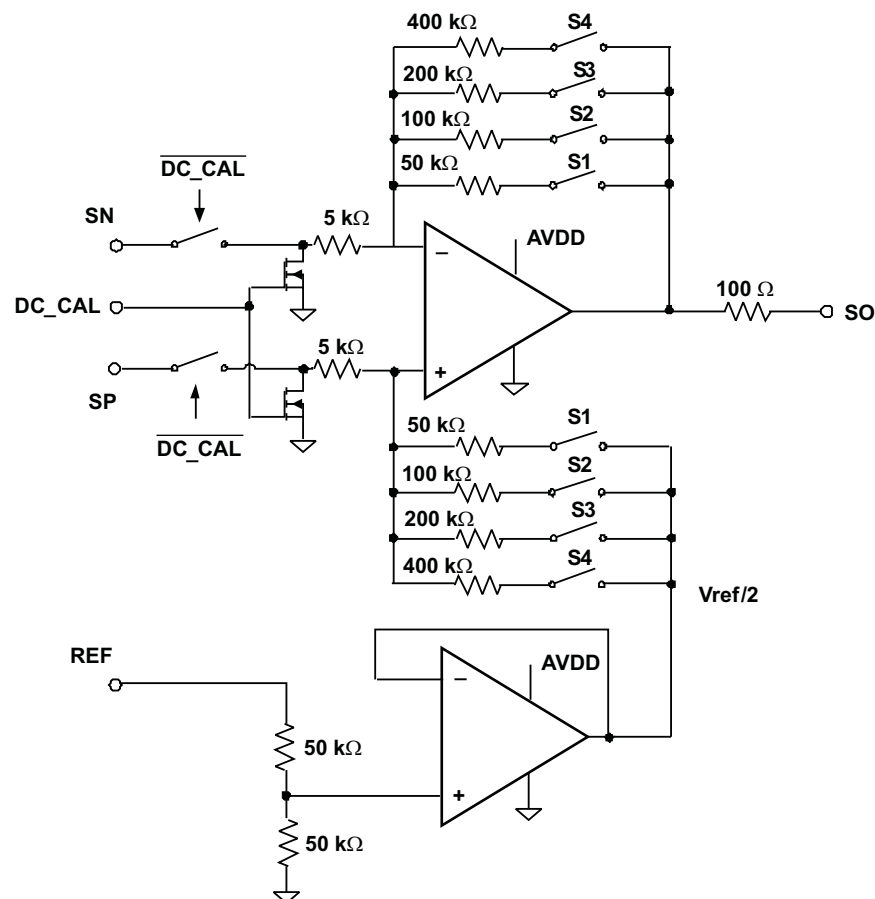 400 kΩ
S4
200 kΩ
S3
100 kΩ
S2
50 kΩ
S1
DC_CAL
SN
5 kΩ
AVDD
−
DC_CAL
100 Ω
SO
5 kΩ
+
SP
DC_CAL
50 kΩ
S1
100 kΩ
S2
200 kΩ
S3
400 kΩ
S4
Vref/2
REF
AVDD
−
50 kΩ
+
50 kΩ